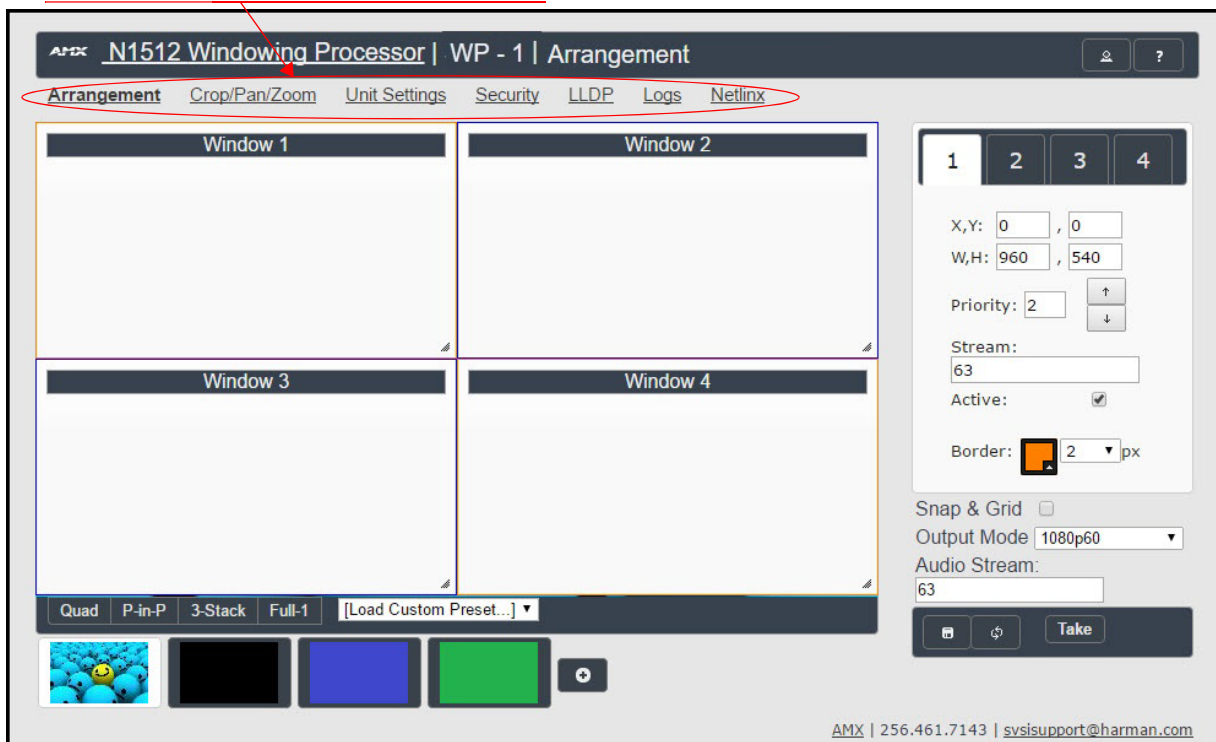 AMX N1512 Windowing Processor | WP - 1 | Arrangement ?
Arrangement Crop/Pan/Zoom Unit Settings Security LLDP Logs Netlinx
Window 1
Window 2
Window 3
Window 4
1 2 3 4
X,Y: 0 , 0
W,H: 960 , 540
Priority: 2
Stream:
63
Active:
Border: 2 px
Snap & Grid
Output Mode 1080p60
Audio Stream:
63
Take
Quad P-in-P 3-Stack Full-1 [Load Custom Preset...]
AMX | 256.461.7143 | svsisupport@harman.com